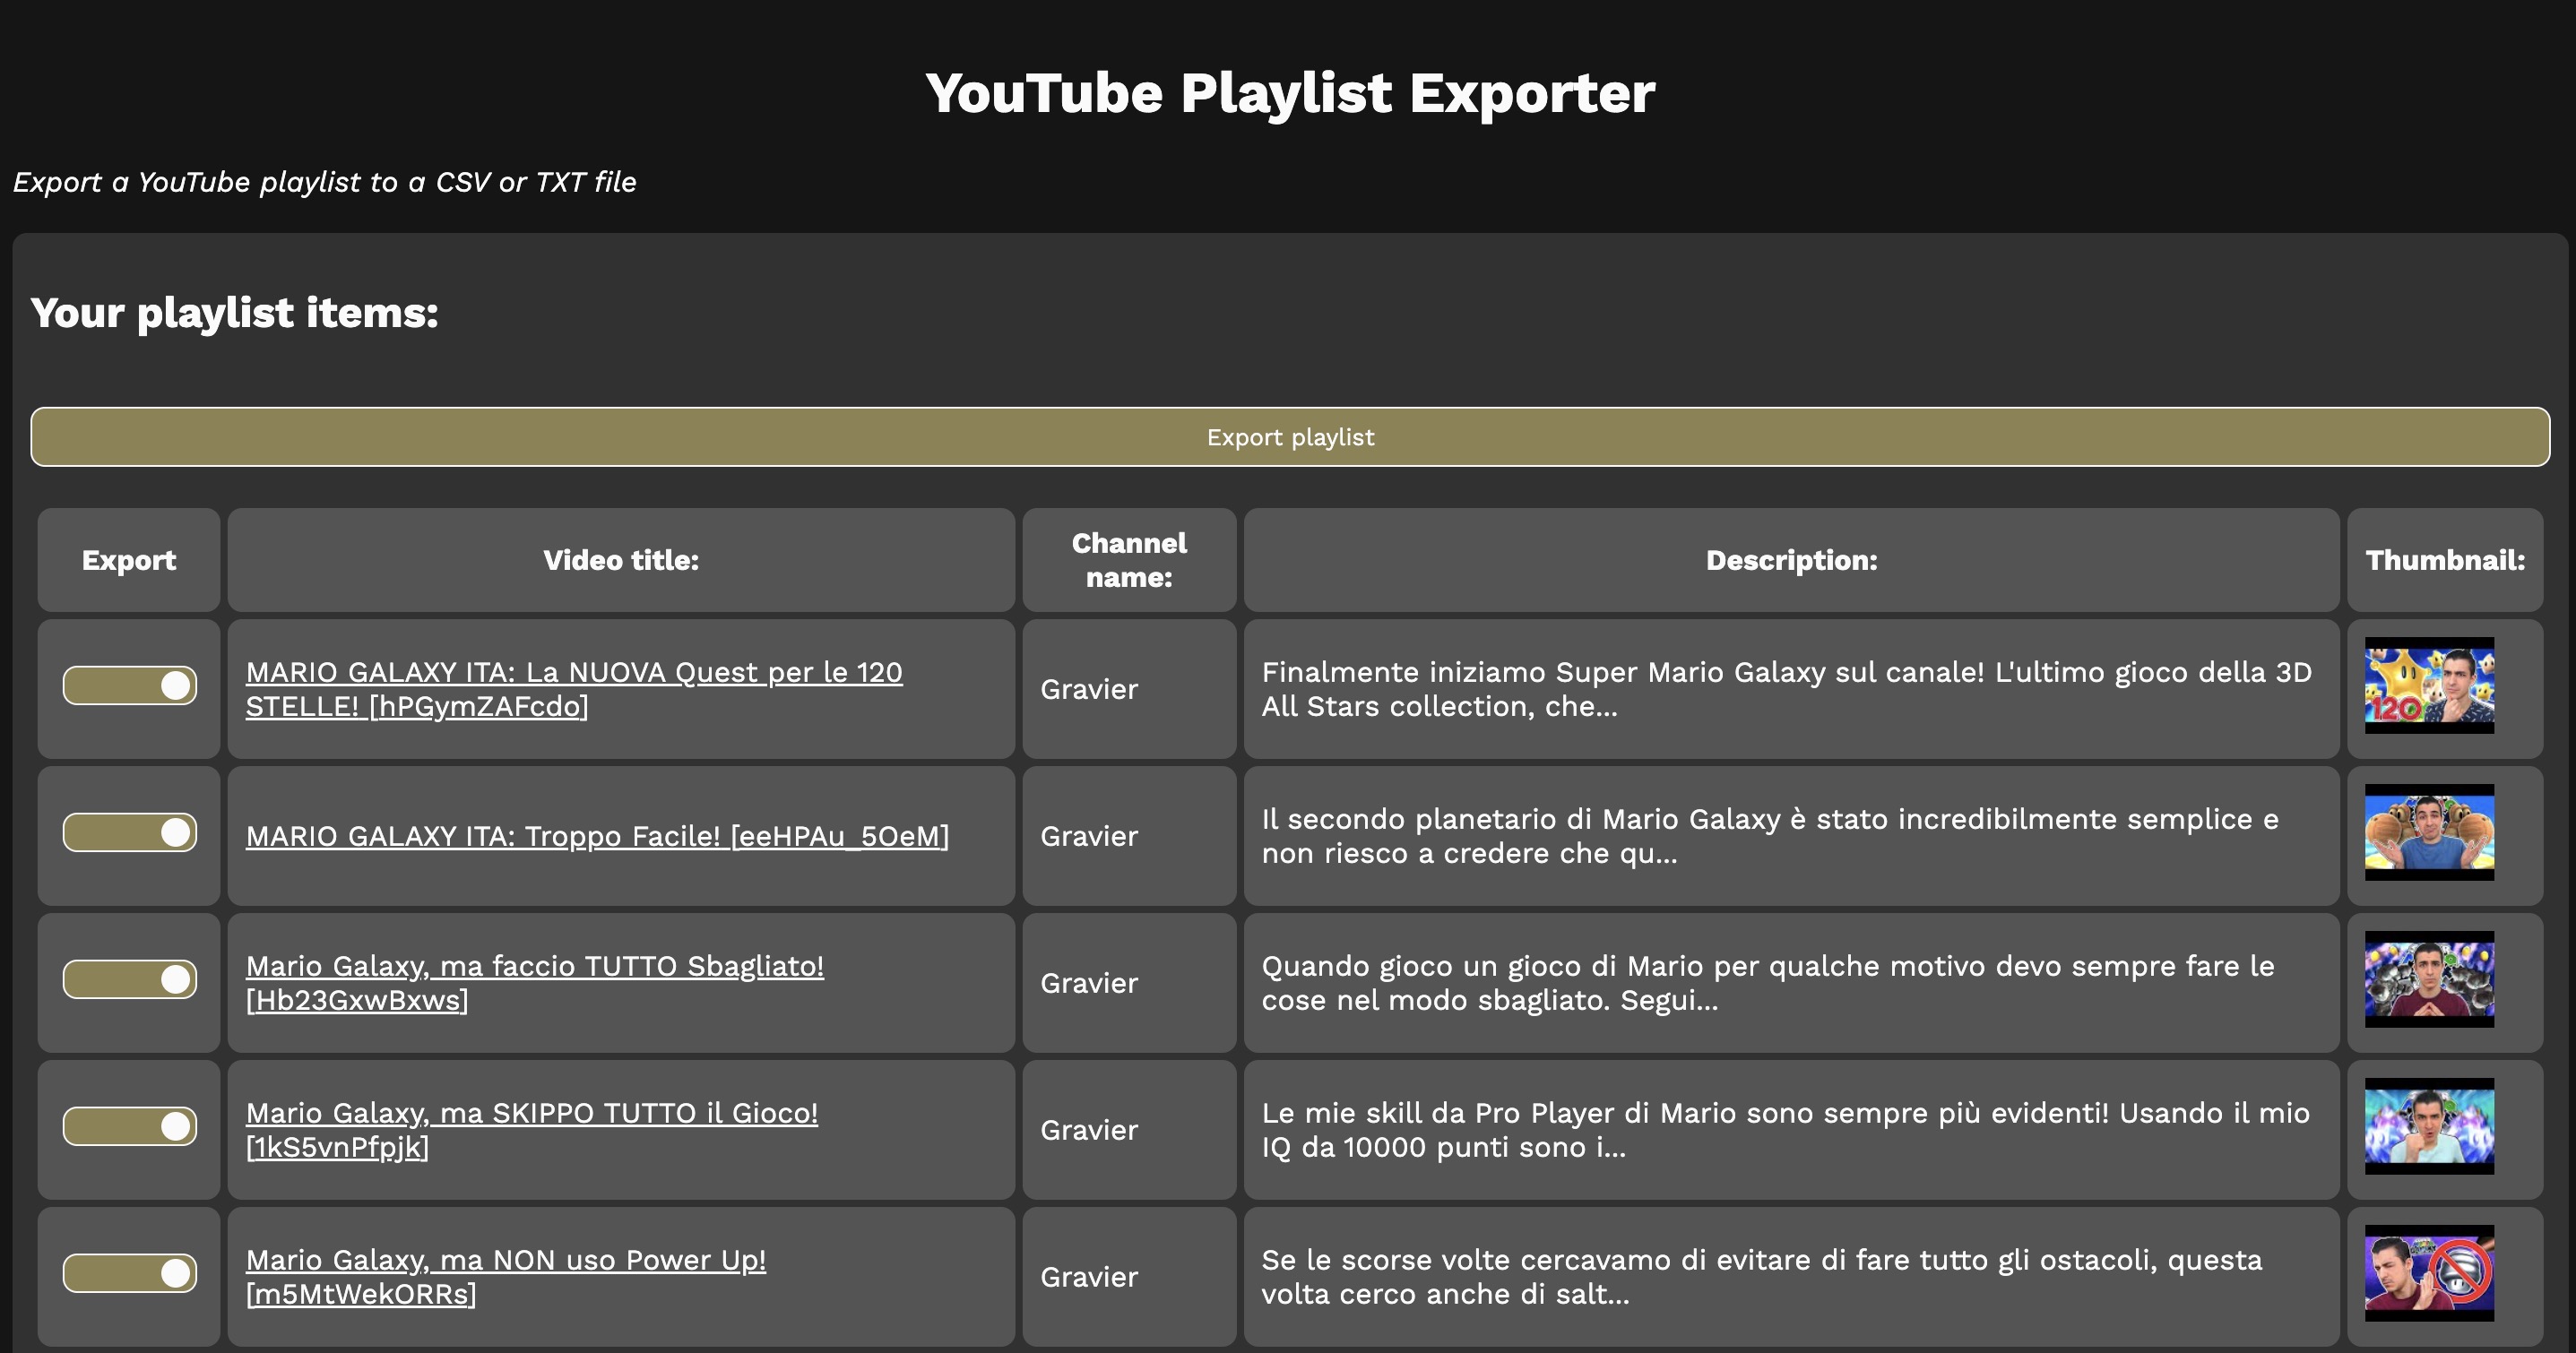 YouTube Playlist Exporter
Export a YouTube playlist to a CSV or TXT file
Your playlist items:
Export playlist
Export
Video title:
Channel
name:
Description:
Thumbnail:
MARIO GALAXY ITA: La NUOVA Quest per le 120
STELLE! [hPGymZAFcdo]
Gravier
Finalmente iniziamo Super Mario Galaxy sul canale! L'ultimo gioco della 3D
All Stars collection, che...
120
MARIO GALAXY ITA: Troppo Facile! [eeHPAu_5OeM]
Gravier
Il secondo planetario di Mario Galaxy è stato incredibilmente semplice e
non riesco a credere che qu...
Mario Galaxy, ma faccio TUTTO Sbagliato!
[Hb23GxwBxws]
Gravier
Quando gioco un gioco di Mario per qualche motivo devo sempre fare le
cose nel modo sbagliato. Segui...
Mario Galaxy, ma SKIPPO TUTTO il Gioco!
[1kS5vnPfpjk]
Gravier
Le mie skill da Pro Player di Mario sono sempre più evidenti! Usando il mio
IQ da 10000 punti sono i...
Mario Galaxy, ma NON uso Power Up!
[m5MtWekORRs]
Gravier
Se le scorse volte cercavamo di evitare di fare tutto gli ostacoli, questa
volta cerco anche di salt...